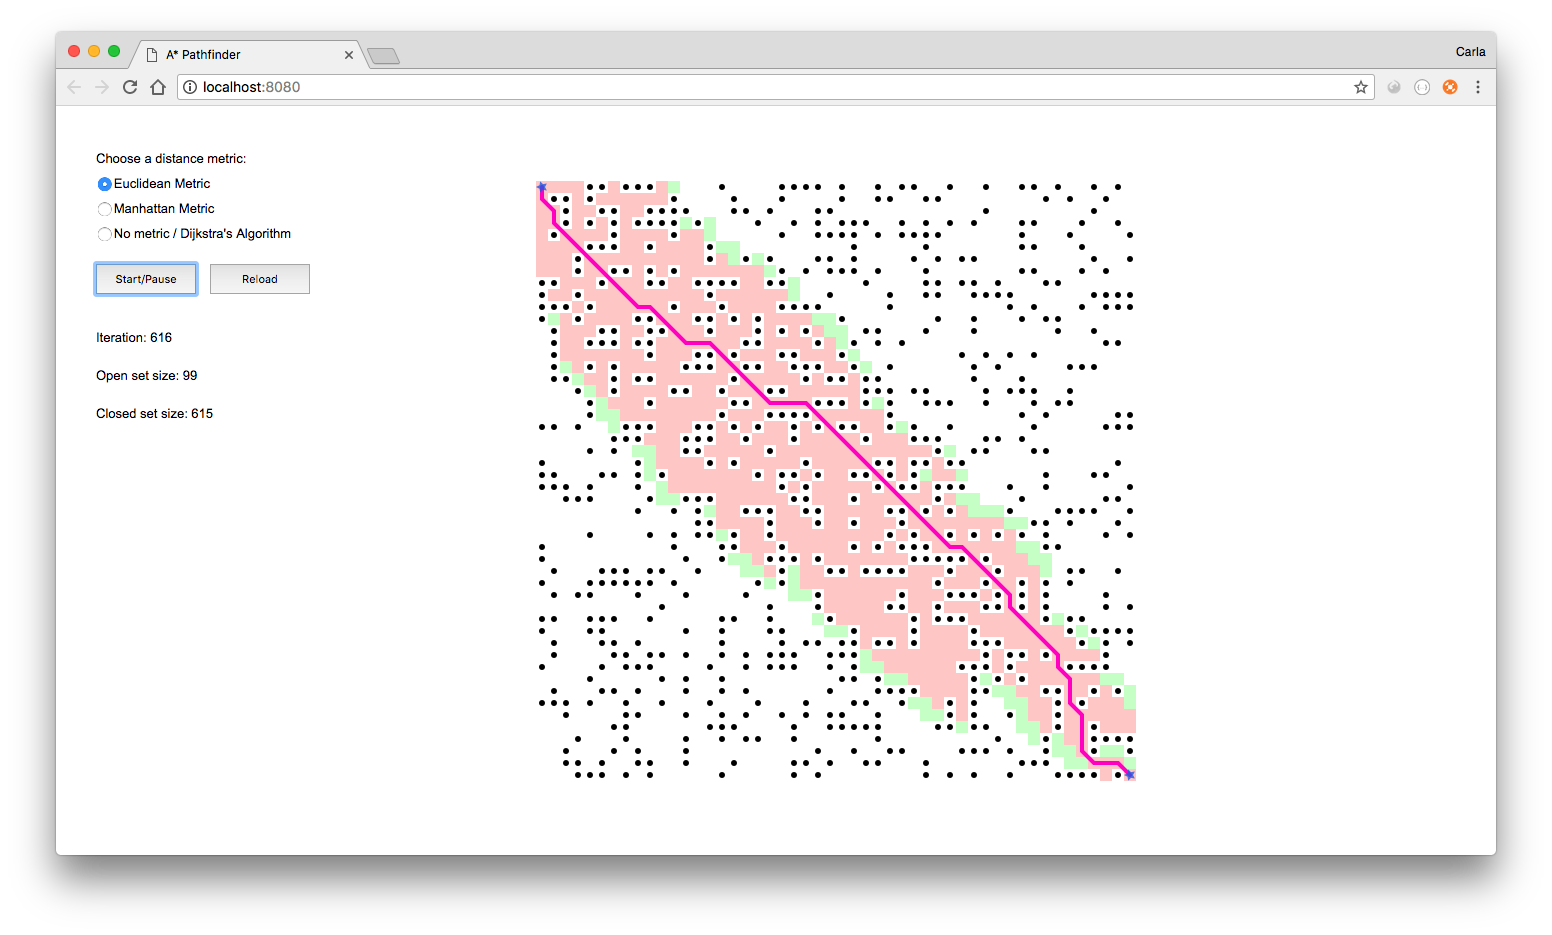 A* Pathfinder
Carla
localhost:8080
Choose a distance metric:
Euclidean Metric
Manhattan Metric
No metric / Dijkstra's Algorithm
Start/Pause
Reload
Iteration: 616
Open set size: 99
Closed set size: 615